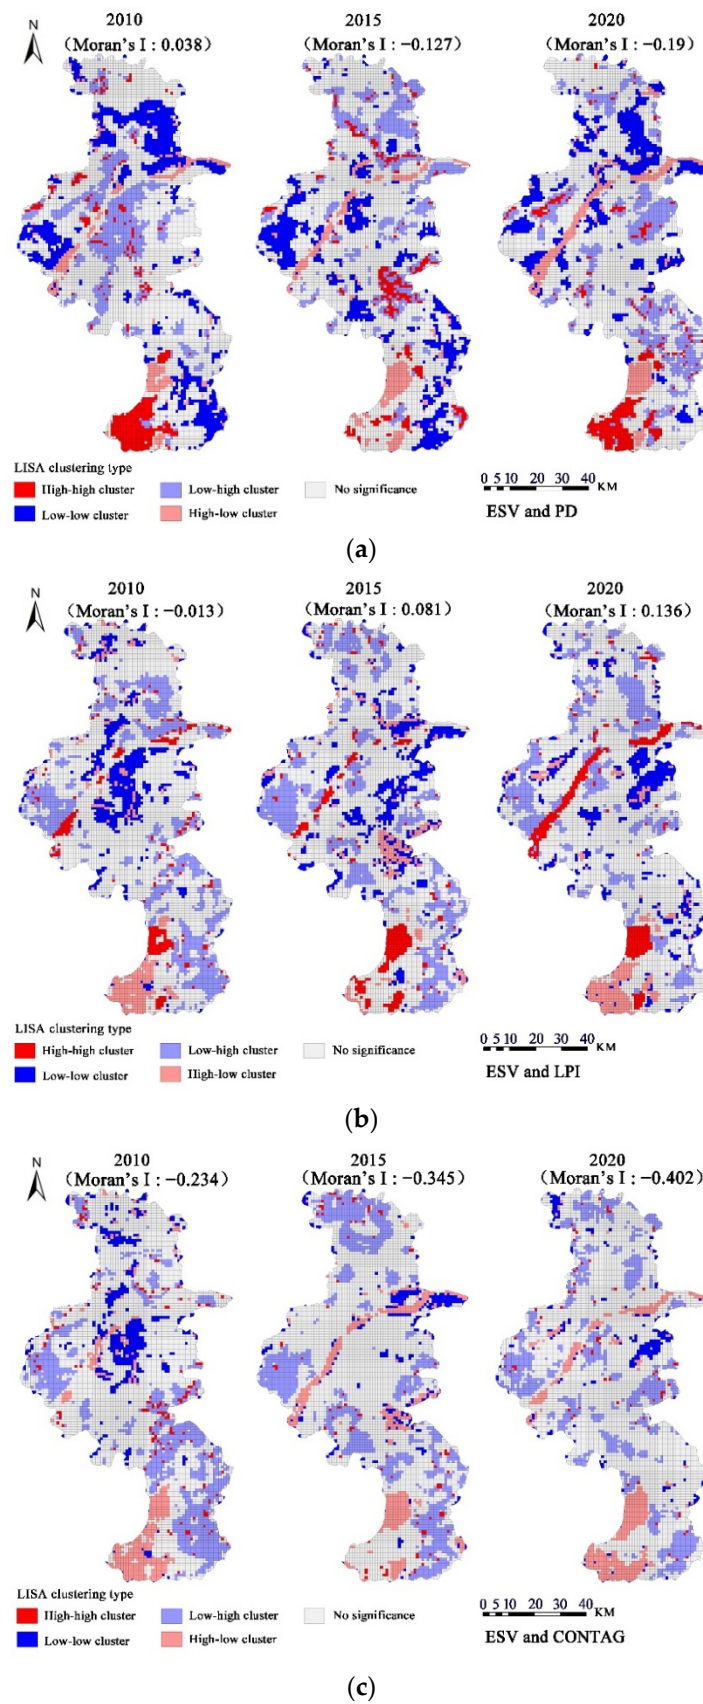 2010 2015 2020
N (Moran's I : 0.038) (Moran's I : −0.127) (Moran's I : −0.19)
LISA clustering type
High-high cluster Low-high cluster No significance 0 5 10 20 30 40 KM
Low-low cluster High-low cluster ESV and PD
(a)
2010 2015 2020
N (Moran's I : −0.013) (Moran's I : 0.081) (Moran's I : 0.136)
LISA clustering type
High-high cluster Low-high cluster No significance 0 5 10 20 30 40 KM
Low-low cluster High-low cluster ESV and LPI
(b)
2010 2015 2020
N (Moran's I : −0.234) (Moran's I : −0.345) (Moran's I : −0.402)
LISA clustering type
High-high cluster Low-high cluster No significance 0 5 10 20 30 40 KM
Low-low cluster High-low cluster ESV and CONTAG
(c)